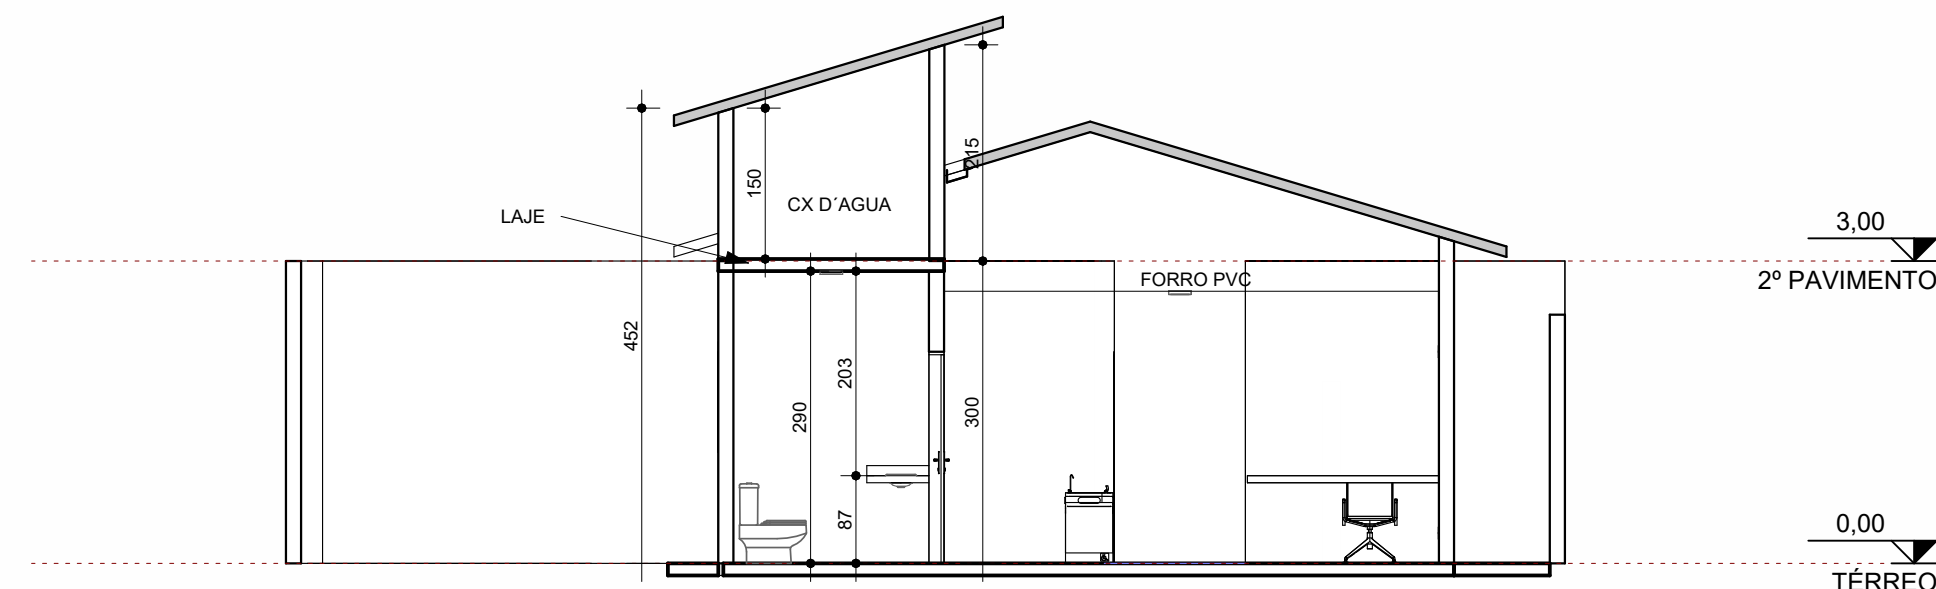 215
150
CX D´AGUA
LAJE
3,00
2º PAVIMENTO
FORRO PVC
452
203
290
300
87
0,00
TÉRREO